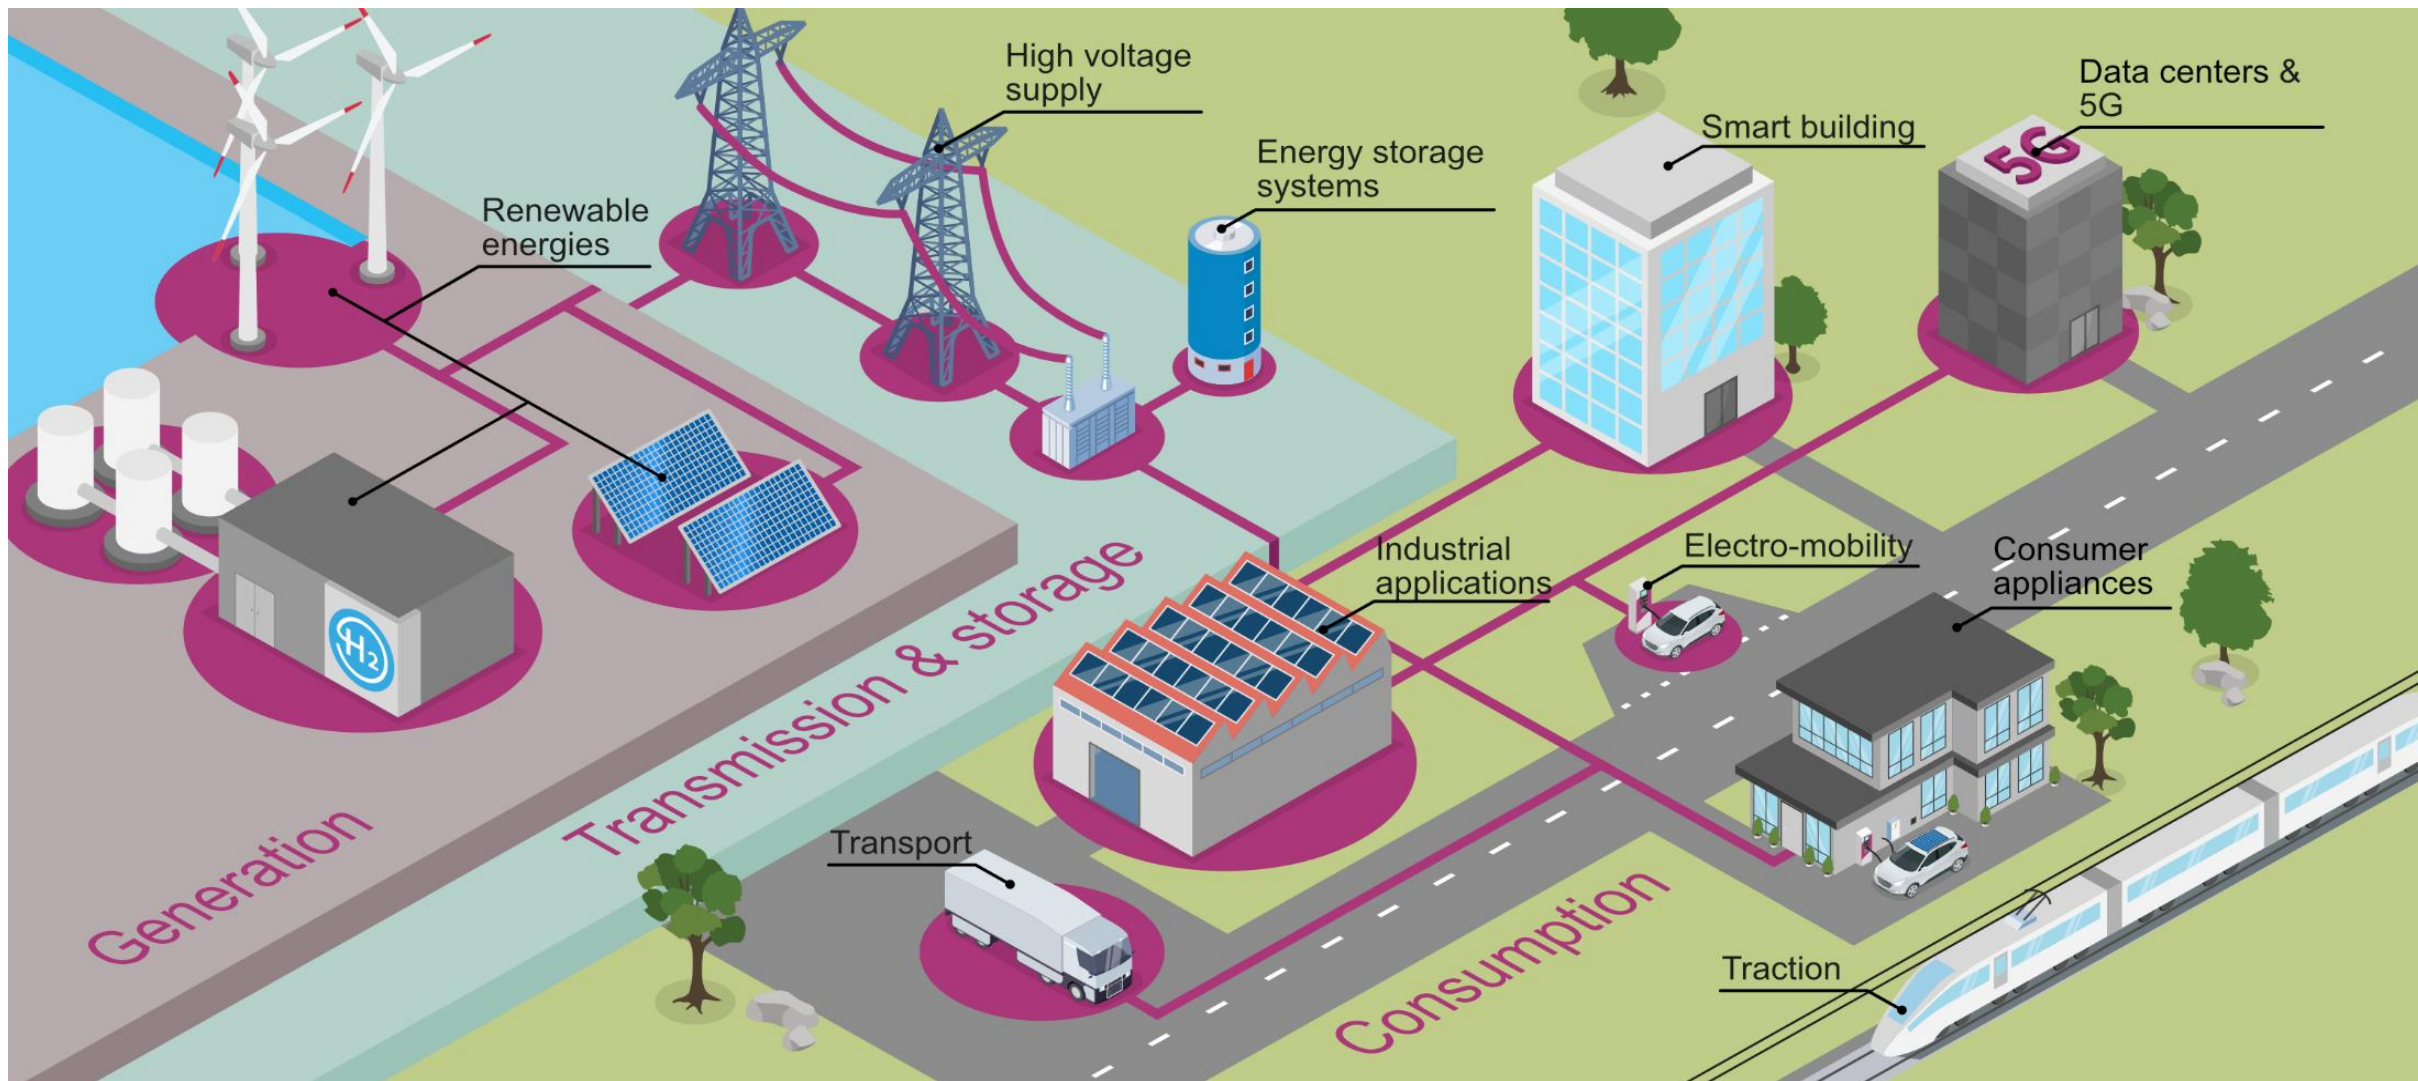 High voltage
supply
Data centers &
5G
5G
Smart building
Energy storage
systems
Renewable
energies
Industrial
applications
Electro-mobility
Consumer
appliances
H2
Generation
Transmission & storage
Transport
Consumption
Traction